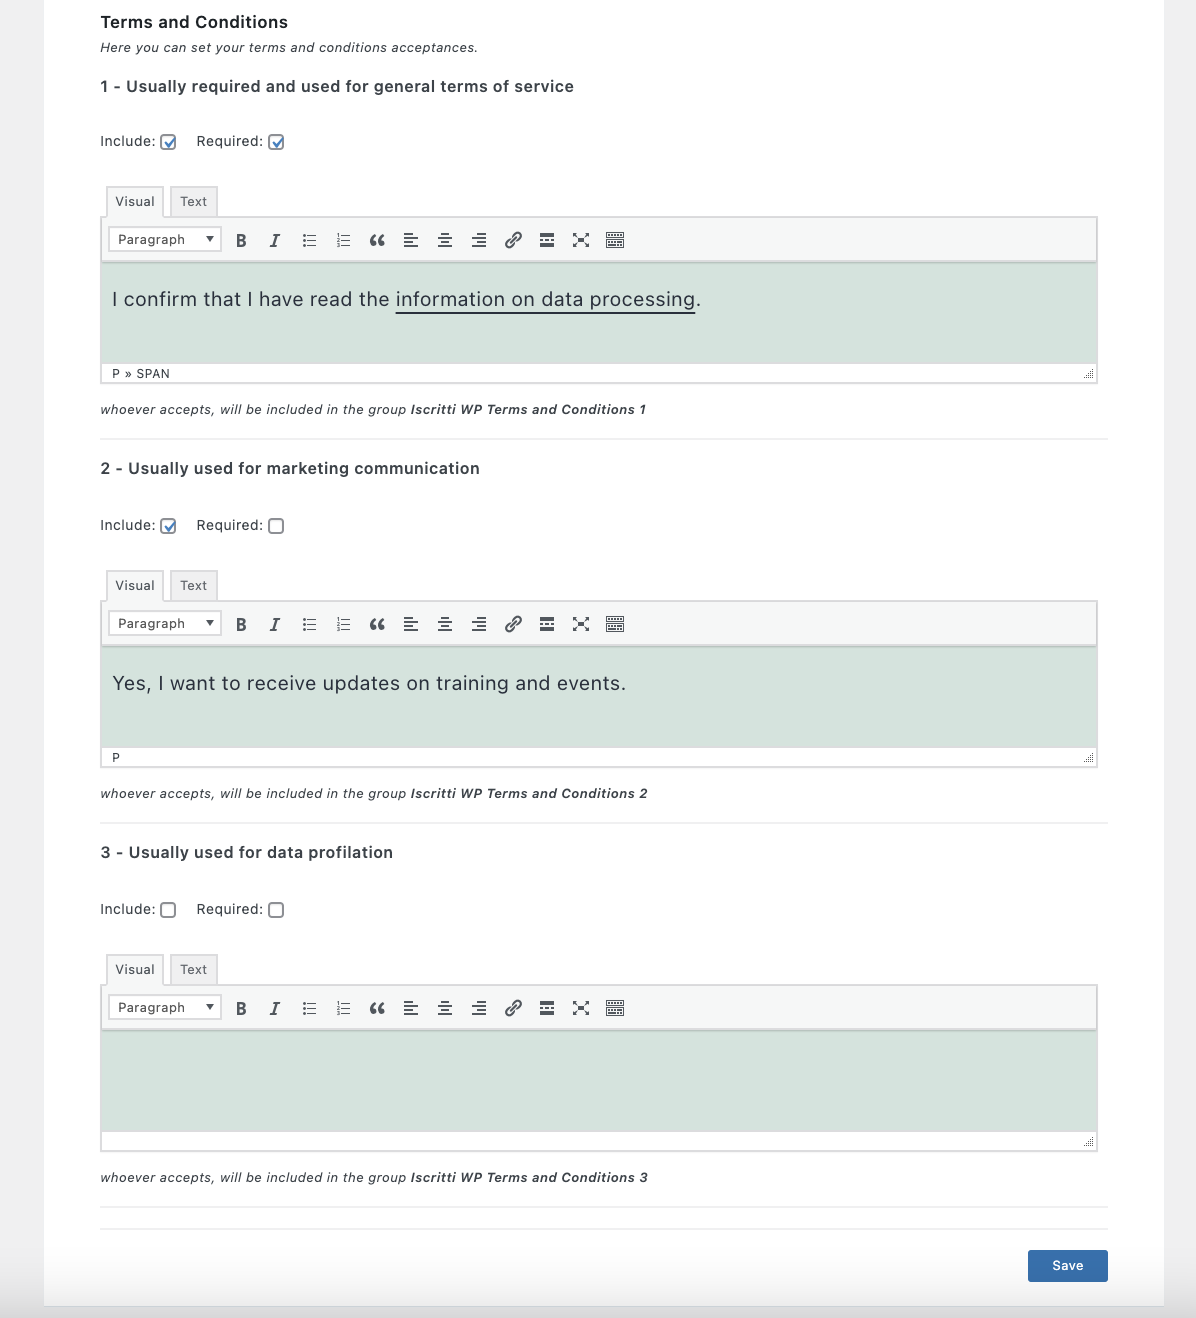 Terms and Conditions
Here you can set your terms and conditions acceptances.
1 - Usually required and used for general terms of service
Include: Required:
Visual Text
Paragraph
I confirm that I have read the information on data processing.
P » SPAN
whoever accepts, will be included in the group Iscritti WP Terms and Conditions 1
2 - Usually used for marketing communication
Include: Required:
Visual Text
Paragraph
Yes, I want to receive updates on training and events.
P
whoever accepts, will be included in the group Iscritti WP Terms and Conditions 2
3 - Usually used for data profilation
Include: Required:
Visual Text
Paragraph
whoever accepts, will be included in the group Iscritti WP Terms and Conditions 3
Save